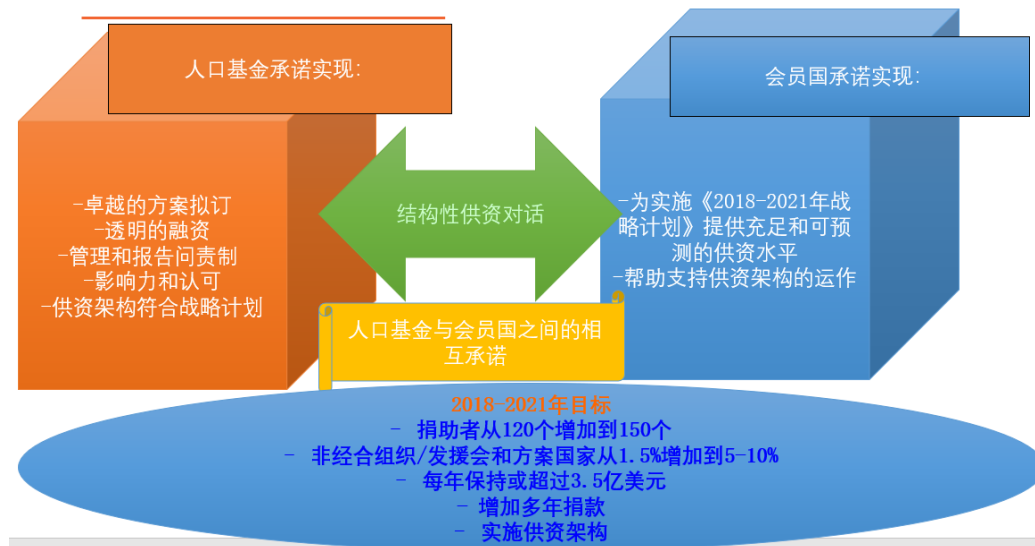 人口基金承诺实现:
会员国承诺实现:
-卓越的方案拟订
-透明的融资
-管理和报告问责制
-影响力和认可
-供资架构符合战略计划
结构性供资对话
-为实施《2018-2021年战
略计划》提供充足和可预
测的供资水平
-帮助支持供资架构的运作
人口基金与会员国之间的相
互承诺
2018-2021年目标
- 捐助者从120个增加到150个
- 非经合组织/发援会和方案国家从1.5%增加到5-10%
- 每年保持或超过3.5亿美元
- 增加多年捐款
- 实施供资架构